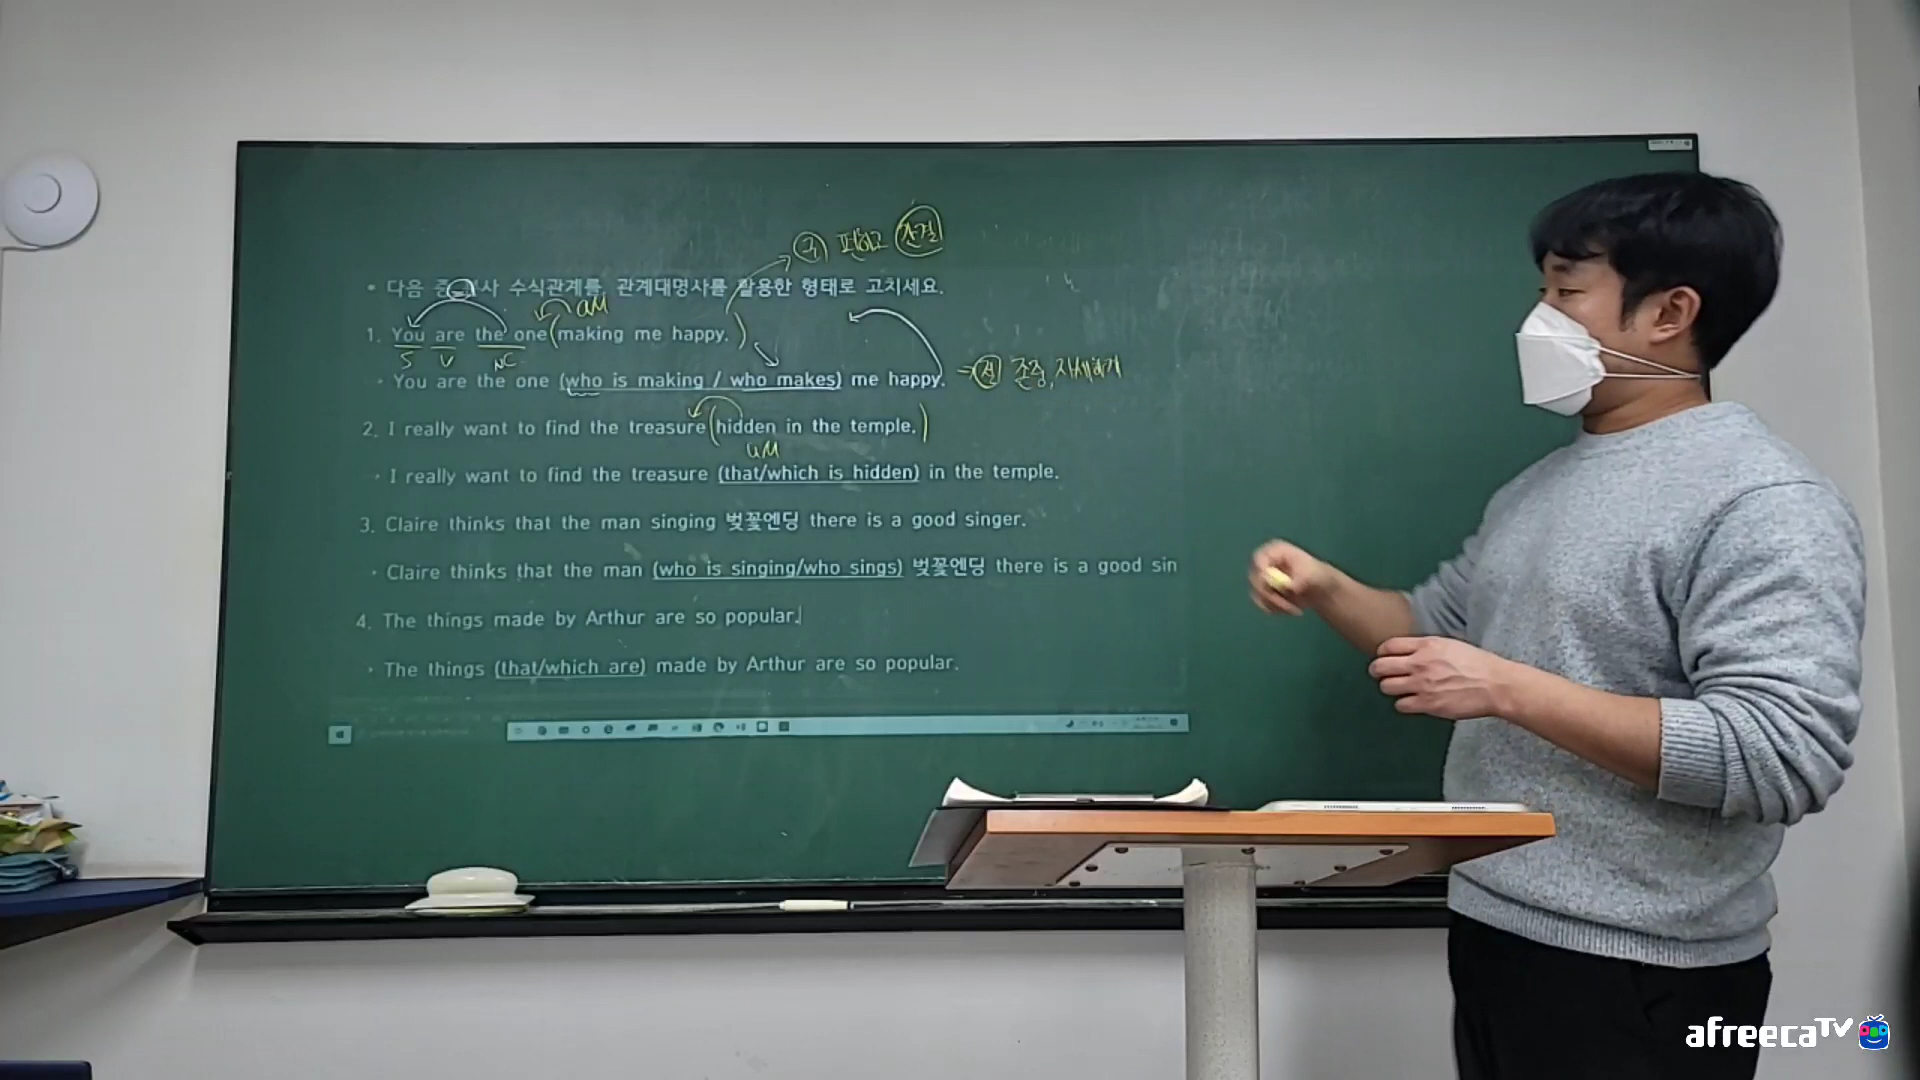 구 편하고 간결
• 다음 중 분사 수식관계를, 관계대명사를 활용한 형태로 고치세요.
aM
1. You are the one (making me happy.)
S V NC
• You are the one (who is making / who makes) me happy. ⇒ 절 존중, 자세하게
2. I really want to find the treasure (hidden in the temple.)
aM
• I really want to find the treasure (that/which is hidden) in the temple.
3. Claire thinks that the man singing 벚꽃엔딩 there is a good singer.
• Claire thinks that the man (who is singing/who sings) 벚꽃엔딩 there is a good sin
4. The things made by Arthur are so popular.
• The things (that/which are) made by Arthur are so popular.
afreecaTV